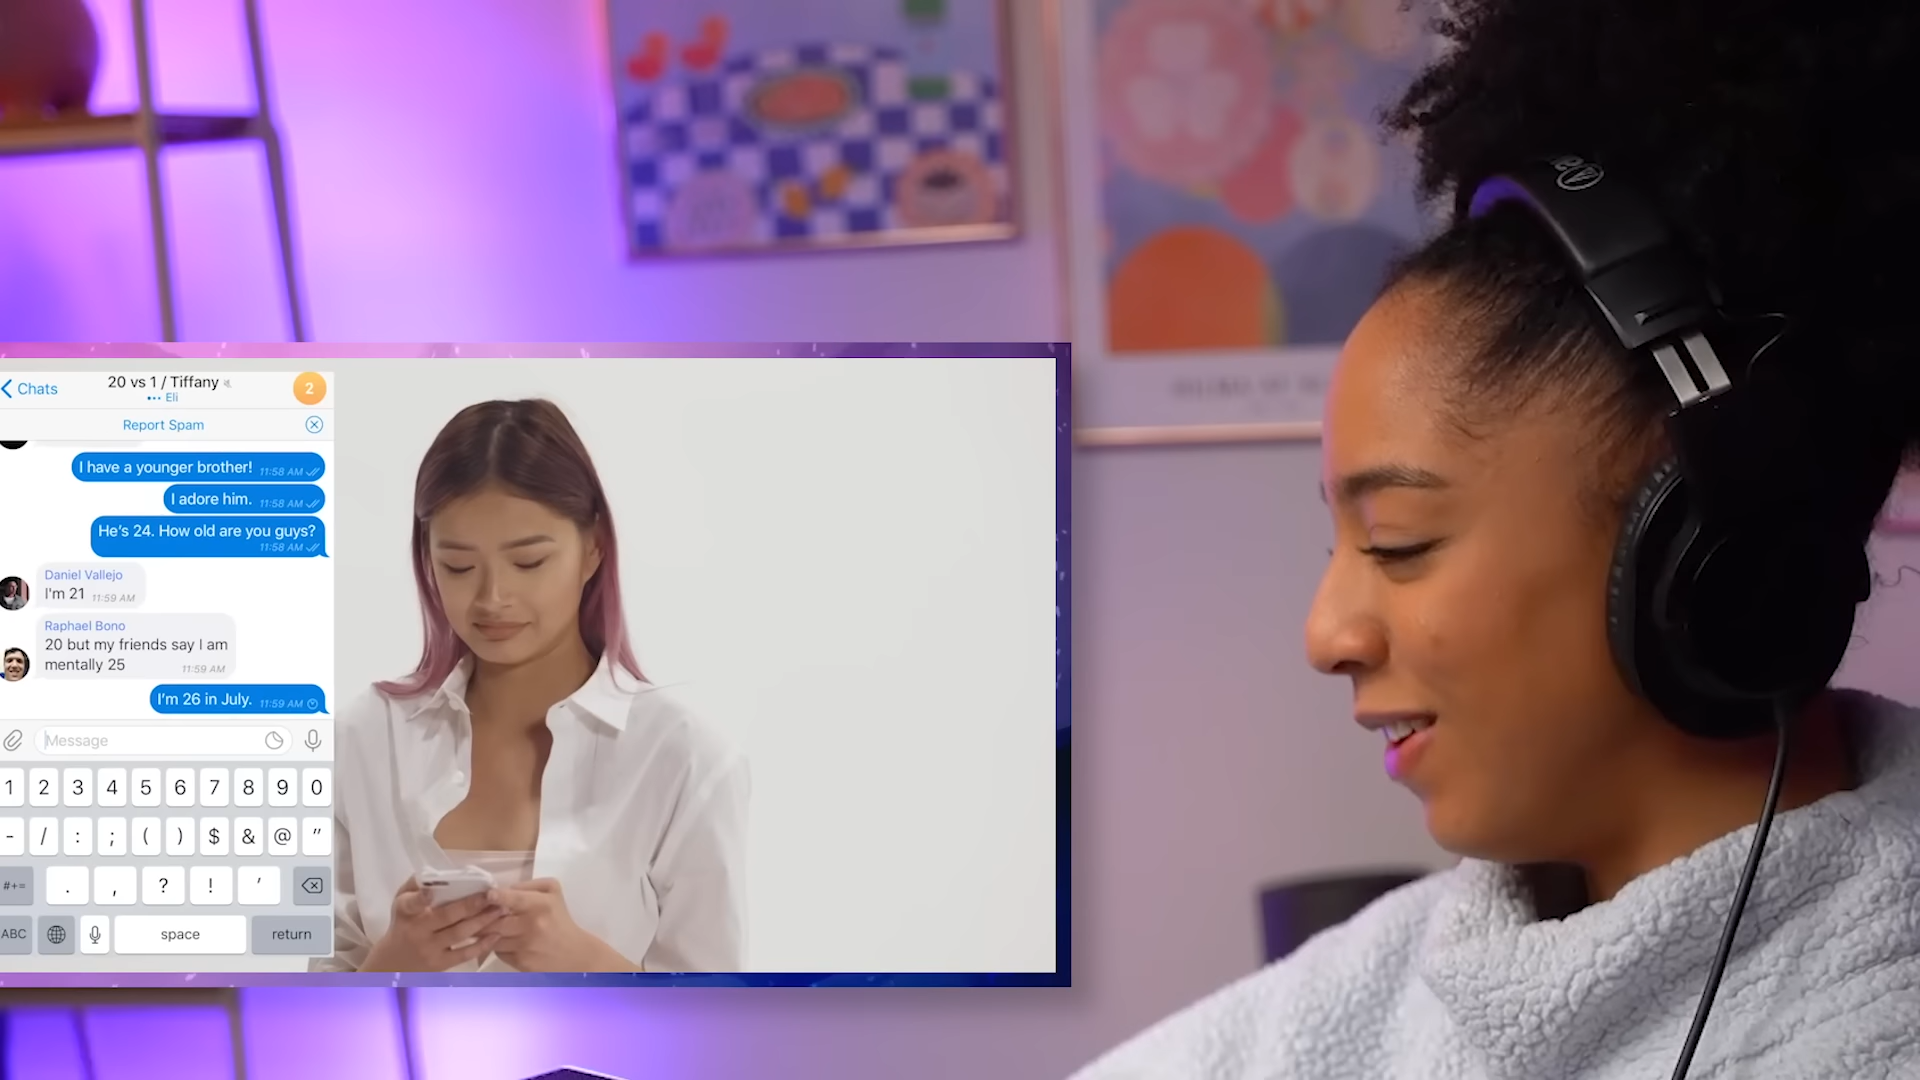 Chats
20 vs 1 / Tiffany
••• Eli
2
Report Spam
I have a younger brother! 11:58 AM
I adore him. 11:58 AM
He's 24. How old are you guys?
11:58 AM
Daniel Vallejo
I'm 21 11:59 AM
Raphael Bono
20 but my friends say I am
mentally 25 11:59 AM
I'm 26 in July. 11:59 AM
Message
1 2 3 4 5 6 7 8 9 0
- / : ; ( ) $ & @ "
#+= . , ? ! '
ABC space return